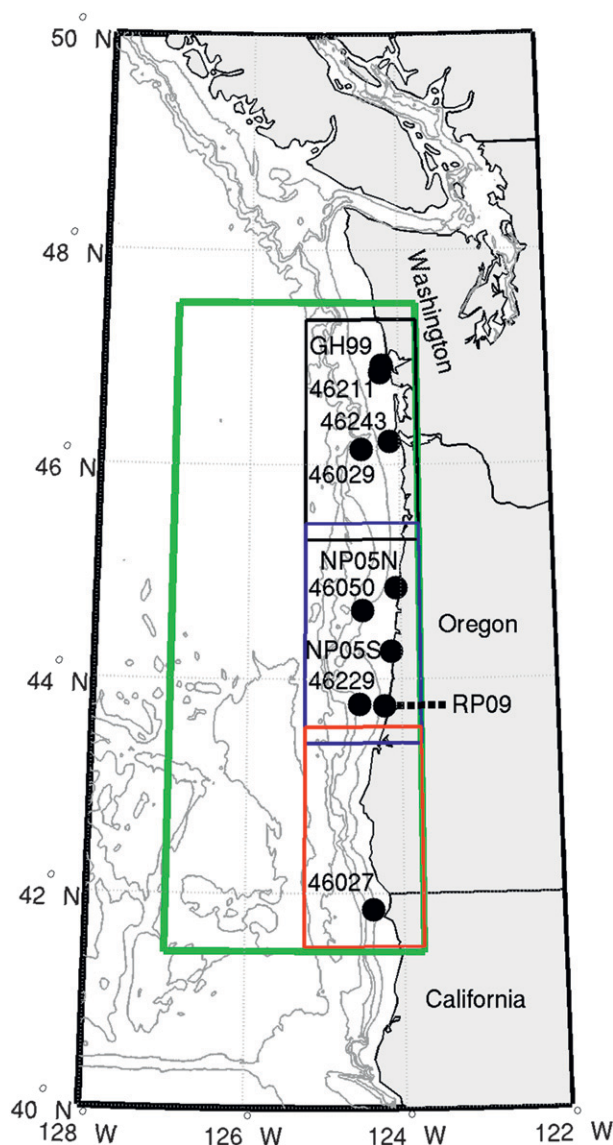 50° N
48° N
Washington
GH99
46211
46243
46° N
46029
NP05N
46050
Oregon
NP05S
44° N
46229
RP09
46027
42° N
California
40° N
128° W
126° W
124° W
122° W